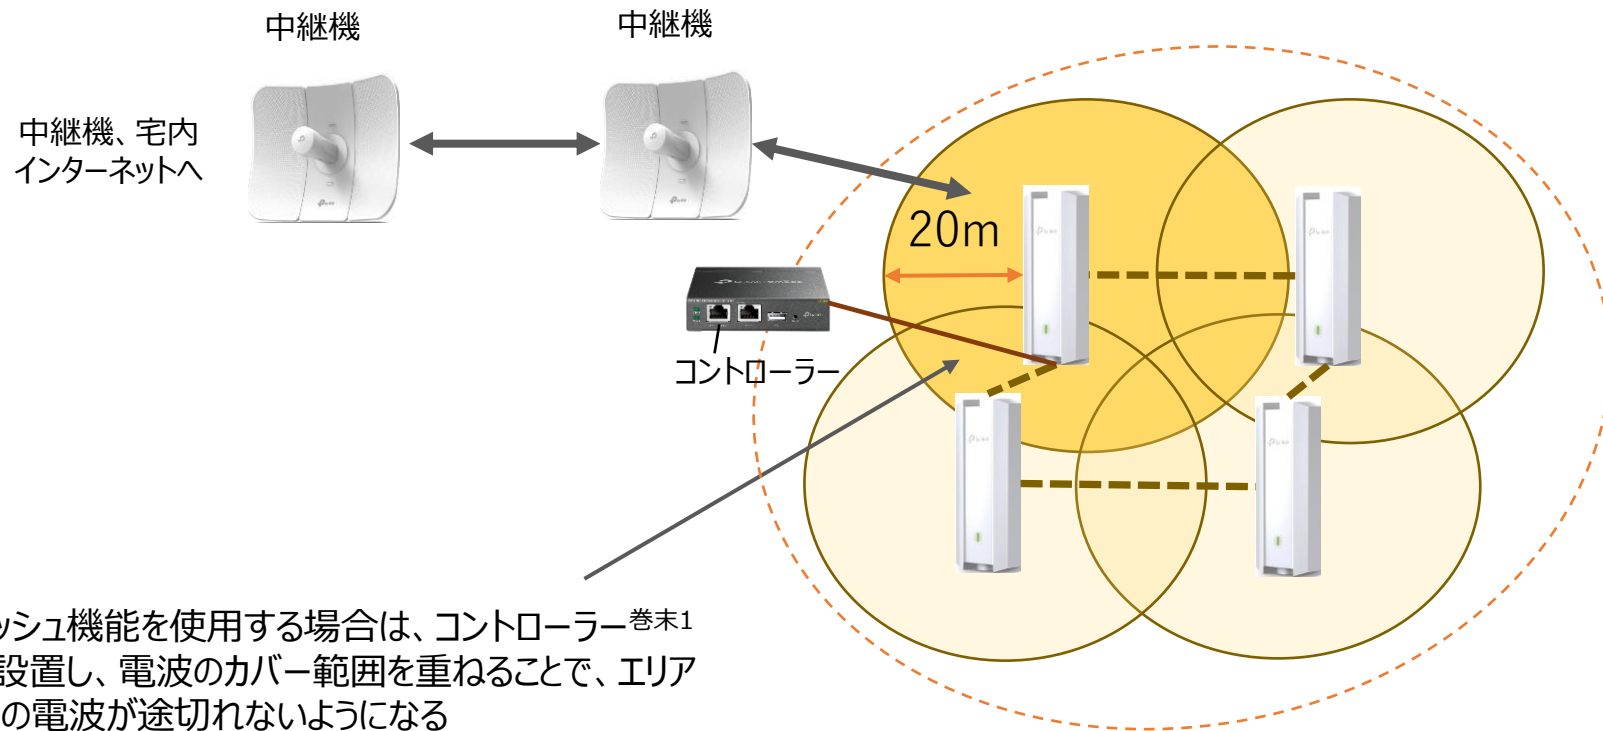 中継機
中継機
中継機、宅内
インターネットへ
20m
コントローラー
ッシュ機能を使用する場合は、コントローラー巻末1
設置し、電波のカバー範囲を重ねることで、エリア
の電波が途切れないようになる